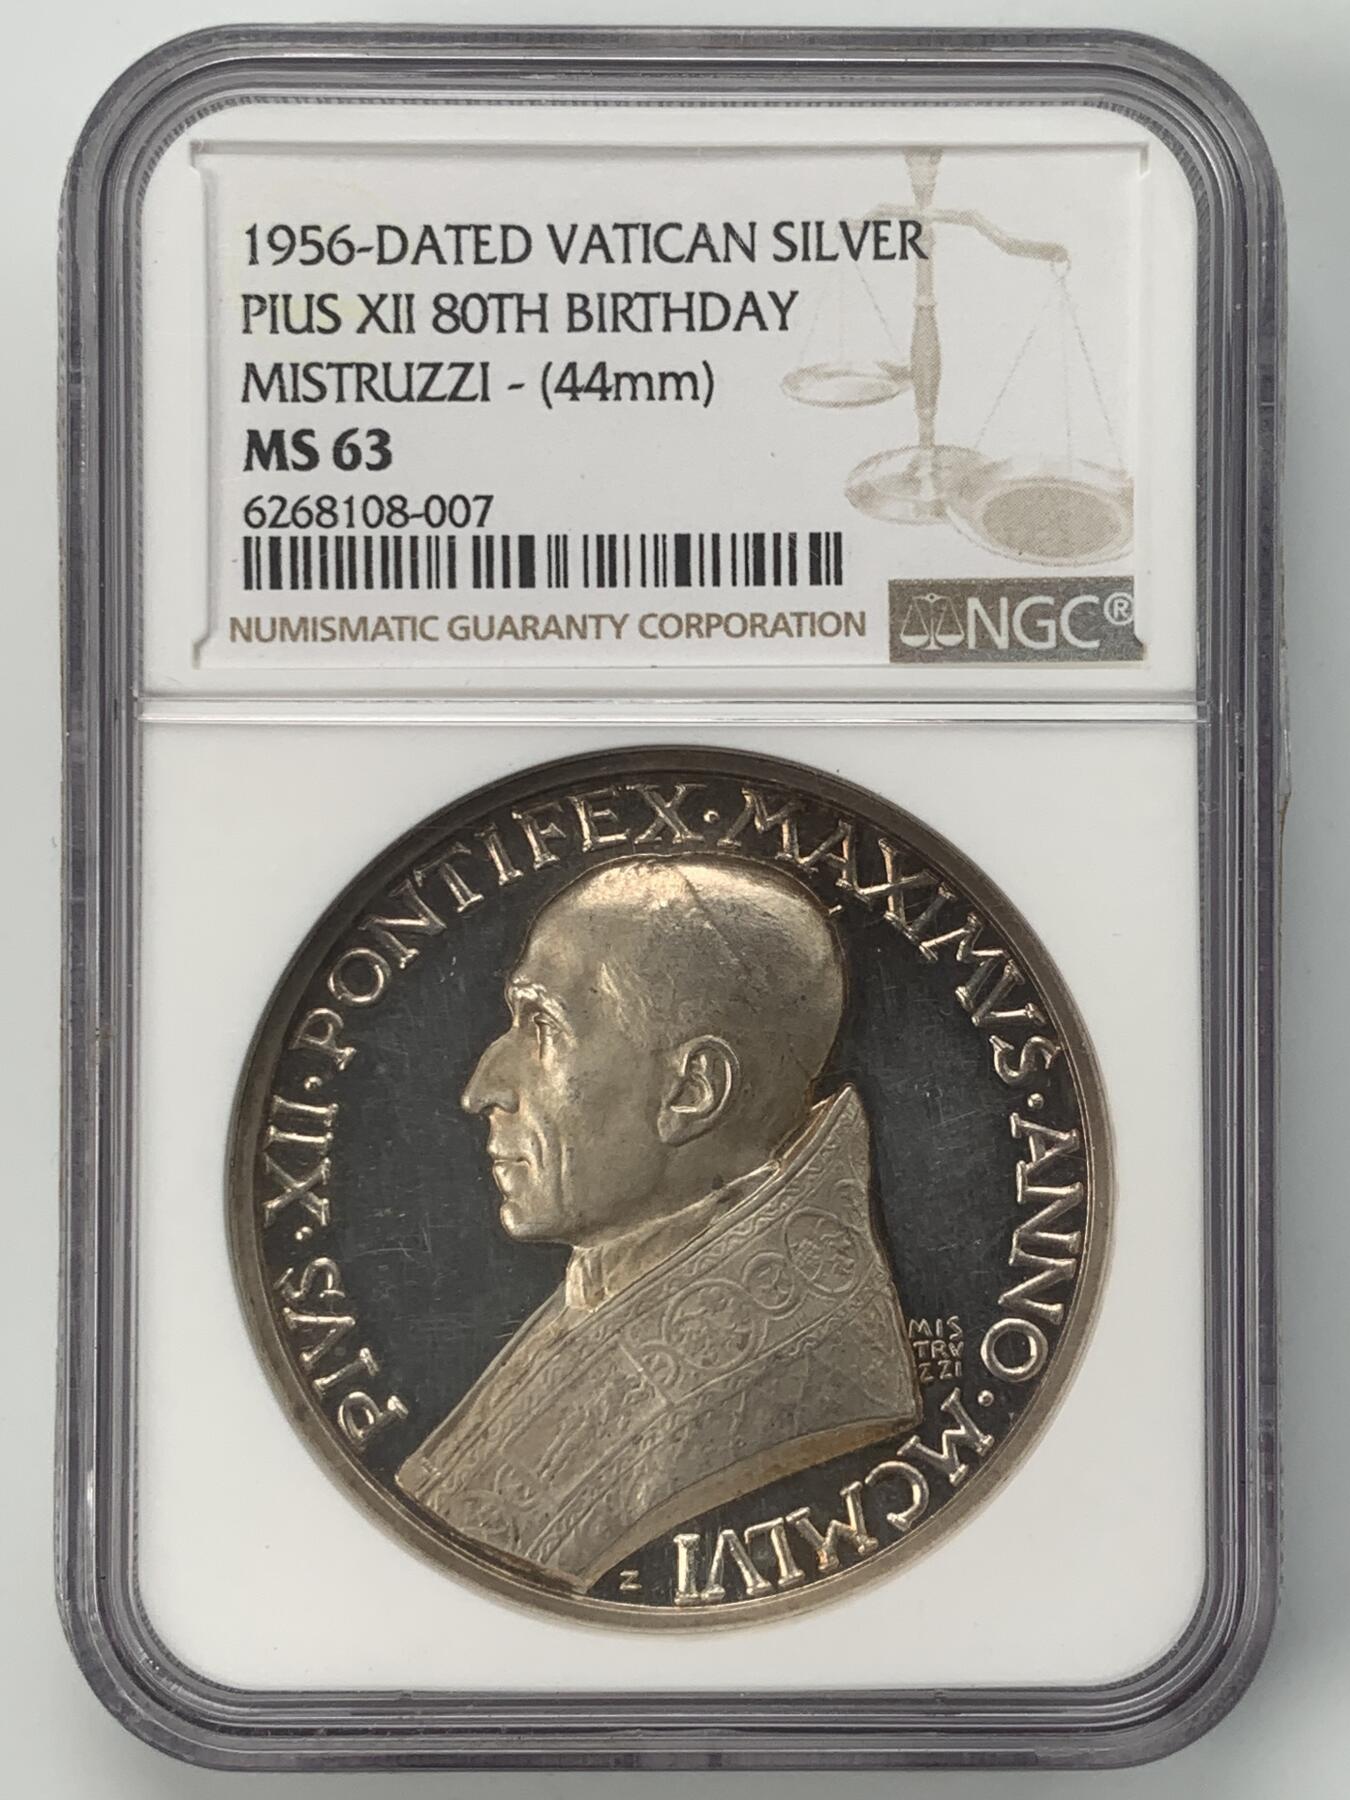 1956-DATED VATICAN SILVER
PIUS XII 80TH BIRTHDAY
MISTRUZZI - (44mm)
MS 63
6268108-007
NUMISMATIC GUARANTY CORPORATION
NGC®
PIVS·XII·PONTIFEX·MAXIMVS·ANNO·MCMLVI
MIS
TRV
ZZI
Z